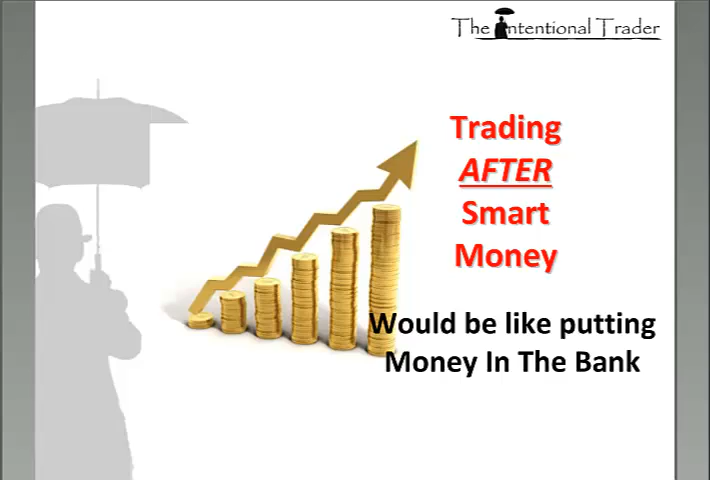 The Intentional Trader
Trading
AFTER
Smart
Money
Would be like putting
Money In The Bank